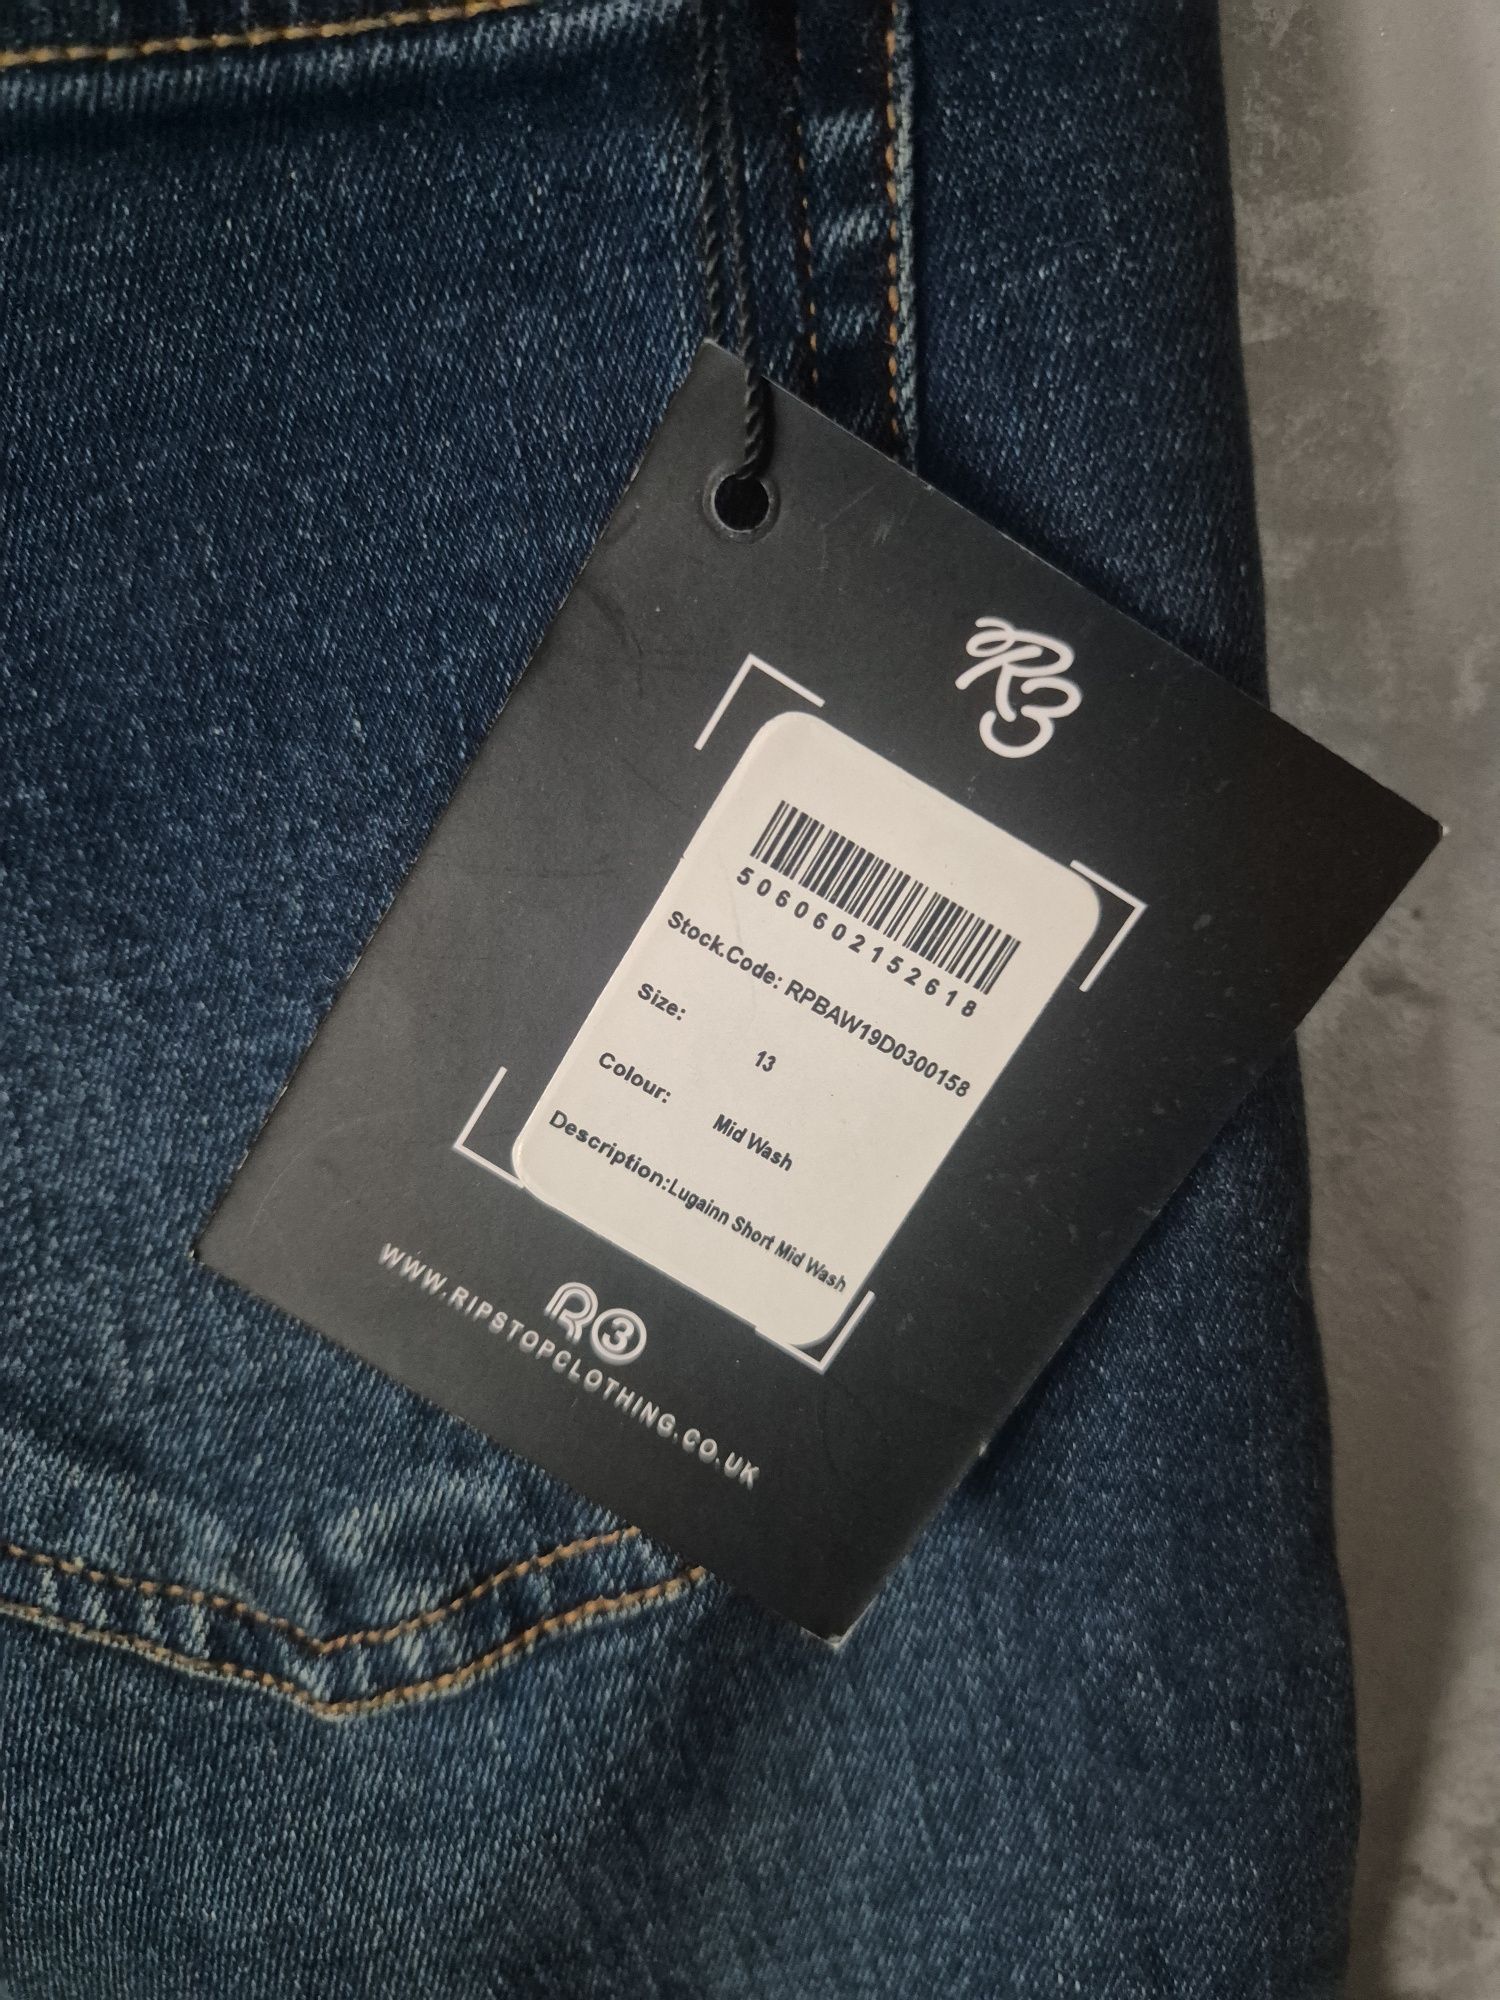 R3
5060602152618
Stock.Code: RPBAW19D0300158
Size: 13
Colour: Mid Wash
Description:Lugainn Short Mid Wash
R3
WWW.RIPSTOPCLOTHING.CO.UK